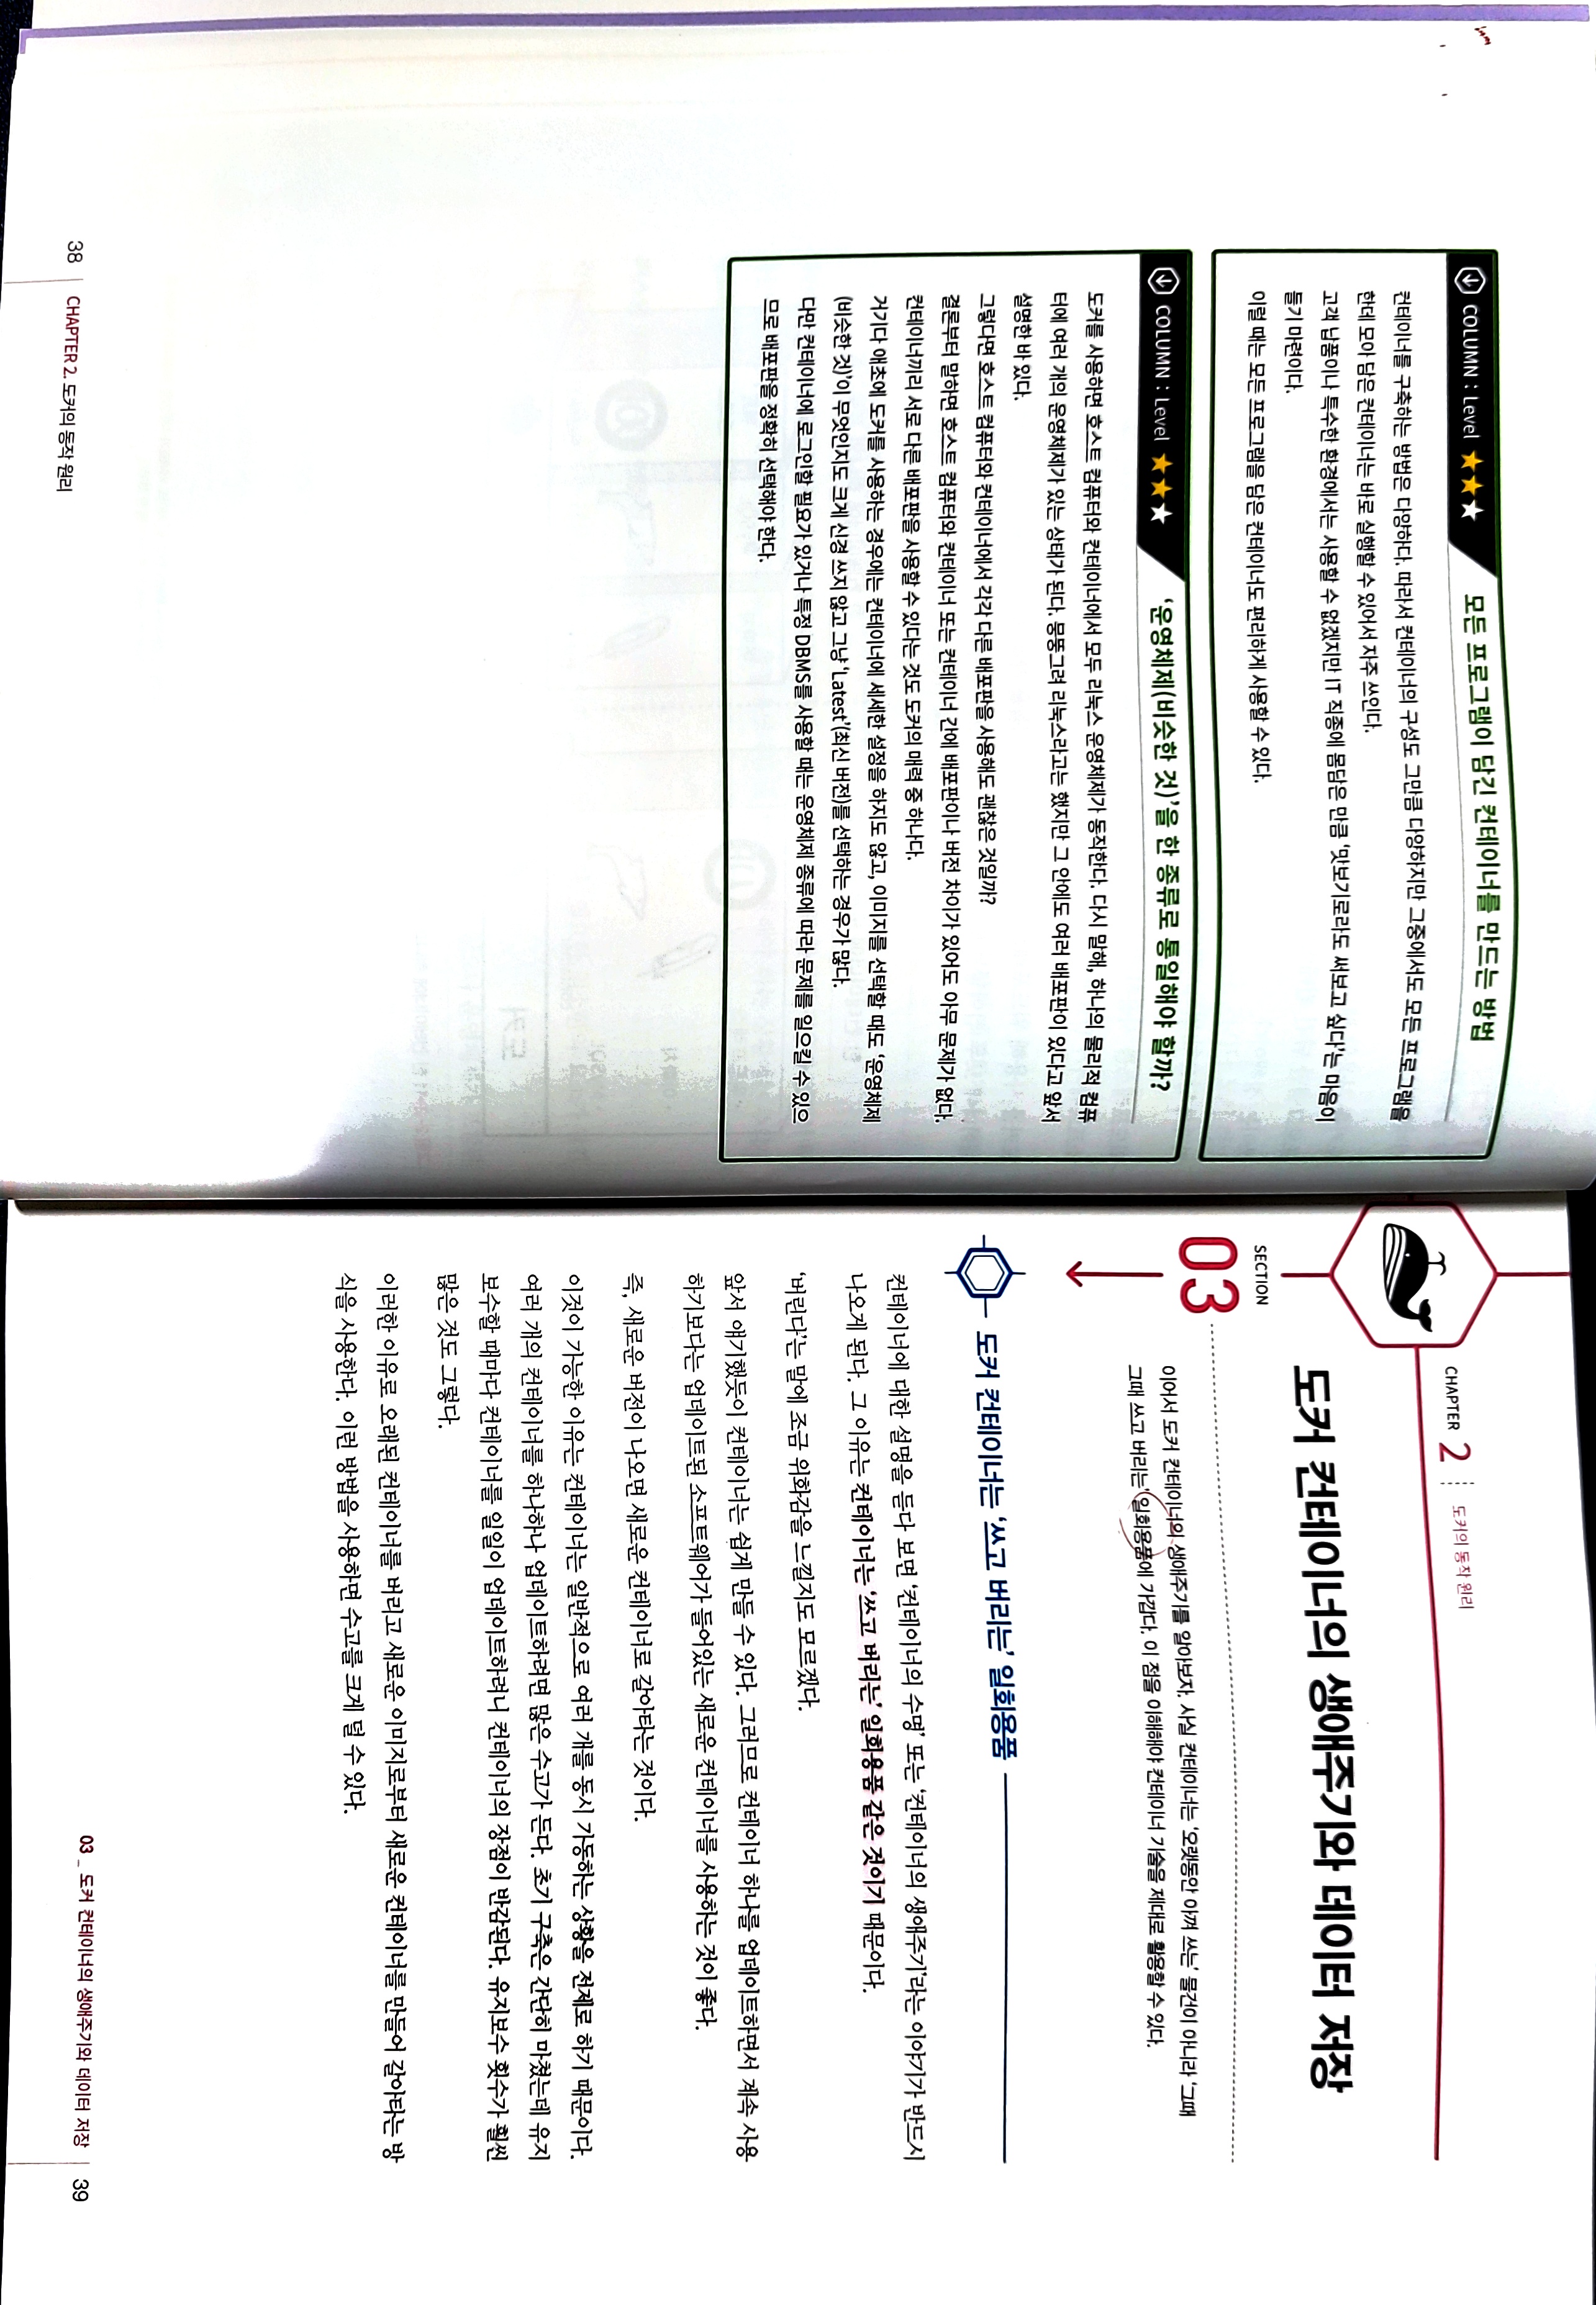 COLUMN : Level ★★★ 모든 프로그램이 담긴 컨테이너를 만드는 방법
컨테이너를 구축하는 방법은 다양하다. 따라서 컨테이너의 구성도 그만큼 다양하지만 그중에서도 모든 프로그램을
한데 모아 담은 컨테이너는 바로 실행할 수 있어서 자주 쓰인다.
고객 납품이나 특수한 환경에서는 사용할 수 없겠지만 IT 직종에 몸담은 만큼 ‘맛보기로라도 써보고 싶다’는 마음이
들기 마련이다.
이럴 때는 모든 프로그램을 담은 컨테이너도 편리하게 사용할 수 있다.
COLUMN : Level ★★★ ‘운영체제(비슷한 것)’을 한 종류로 통일해야 할까?
도커를 사용하면 호스트 컴퓨터와 컨테이너에서 모두 리눅스 운영체제가 동작한다. 다시 말해, 하나의 물리적 컴퓨
터에 여러 개의 운영체제가 있는 상태가 된다. 뭉뚱그려 리눅스라고는 했지만 그 안에도 여러 배포판이 있다고 앞서
설명한 바 있다.
그렇다면 호스트 컴퓨터와 컨테이너에서 각각 다른 배포판을 사용해도 괜찮은 것일까?
결론부터 말하면 호스트 컴퓨터와 컨테이너 또는 컨테이너 간에 배포판이나 버전 차이가 있어도 아무 문제가 없다.
컨테이너끼리 서로 다른 배포판을 사용할 수 있다는 것도 도커의 매력 중 하나다.
거기다 애초에 도커를 사용하는 경우에는 컨테이너에 세세한 설정을 하지도 않고, 이미지를 선택할 때도 ‘운영체제
(비슷한 것)’이 무엇인지도 크게 신경 쓰지 않고 그냥 ‘Latest’(최신 버전)를 선택하는 경우가 많다.
다만 컨테이너에 로그인할 필요가 있거나 특정 DBMS를 사용할 때는 운영체제 종류에 따라 문제를 일으킬 수 있으
므로 배포판을 정확히 선택해야 한다.
38 CHAPTER 2. 도커의 동작 원리
CHAPTER 2 도커의 동작 원리
도커 컨테이너의 생애주기와 데이터 저장
SECTION
03
이어서 도커 컨테이너의 생애주기를 알아보자. 사실 컨테이너는 ‘오랫동안 아껴 쓰는’ 물건이 아니라 ‘그때
그때 쓰고 버리는’ 일회용품에 가깝다. 이 점을 이해해야 컨테이너 기술을 제대로 활용할 수 있다.
도커 컨테이너는 ‘쓰고 버리는’ 일회용품
컨테이너에 대한 설명을 듣다 보면 ‘컨테이너의 수명’ 또는 ‘컨테이너의 생애주기’라는 이야기가 반드시
나오게 된다. 그 이유는 컨테이너는 ‘쓰고 버리는’ 일회용품 같은 것이기 때문이다.
‘버린다’는 말에 조금 위화감을 느낄지도 모르겠다.
앞서 얘기했듯이 컨테이너는 쉽게 만들 수 있다. 그러므로 컨테이너 하나를 업데이트하면서 계속 사용
하기보다는 업데이트된 소프트웨어가 들어있는 새로운 컨테이너를 사용하는 것이 좋다.
즉, 새로운 버전이 나오면 새로운 컨테이너로 갈아타는 것이다.
이것이 가능한 이유는 컨테이너는 일반적으로 여러 개를 동시 가동하는 상황을 전제로 하기 때문이다.
여러 개의 컨테이너를 하나하나 업데이트하려면 많은 수고가 든다. 초기 구축은 간단히 마쳤는데 유지
보수할 때마다 컨테이너를 일일이 업데이트하려니 컨테이너의 장점이 반감된다. 유지보수 횟수가 훨씬
많은 것도 그렇다.
이러한 이유로 오래된 컨테이너를 버리고 새로운 이미지로부터 새로운 컨테이너를 만들어 갈아타는 방
식을 사용한다. 이런 방법을 사용하면 수고를 크게 덜 수 있다.
03 _ 도커 컨테이너의 생애주기와 데이터 저장 39